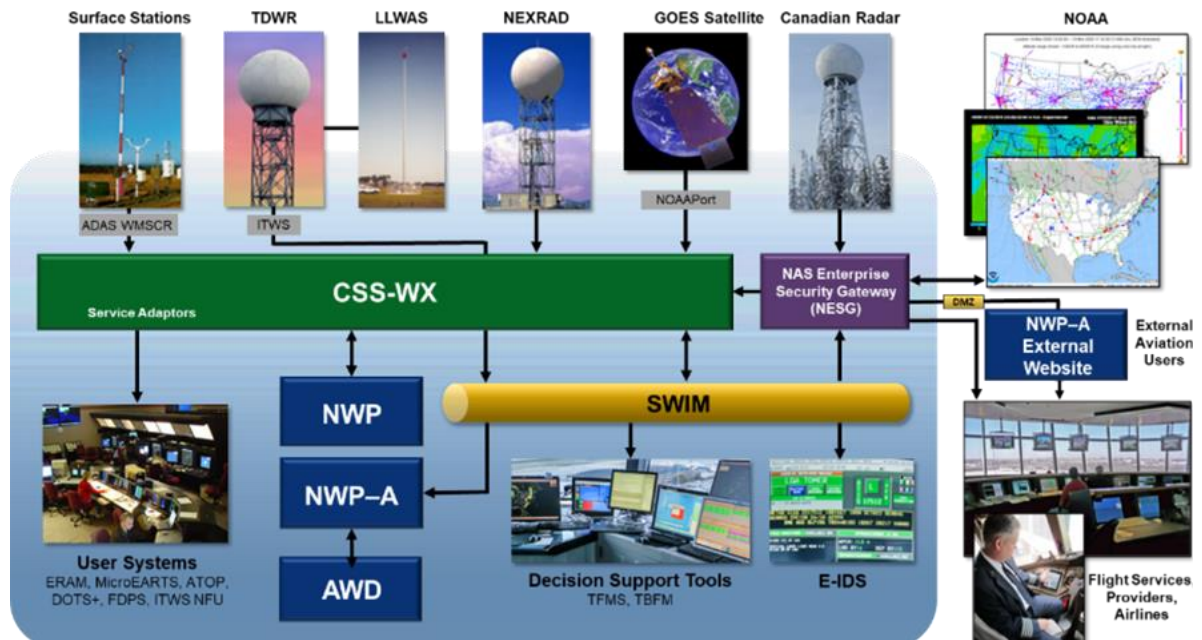 Surface Stations
TDWR
LLWAS
NEXRAD
GOES Satellite
Canadian Radar
NOAA
ADAS WMSCR
ITWS
NOAAPort
CSS-WX
Service Adaptors
NAS Enterprise
Security Gateway
(NESG)
DMZ
NWP–A
External
Website
External
Aviation
Users
NWP
SWIM
NWP–A
AWD
User Systems
ERAM, MicroEARTS, ATOP,
DOTS+, FDPS, ITWS NFU
Decision Support Tools
TFMS, TBFM
LGA TOWER
E-IDS
Flight Services,
Providers,
Airlines